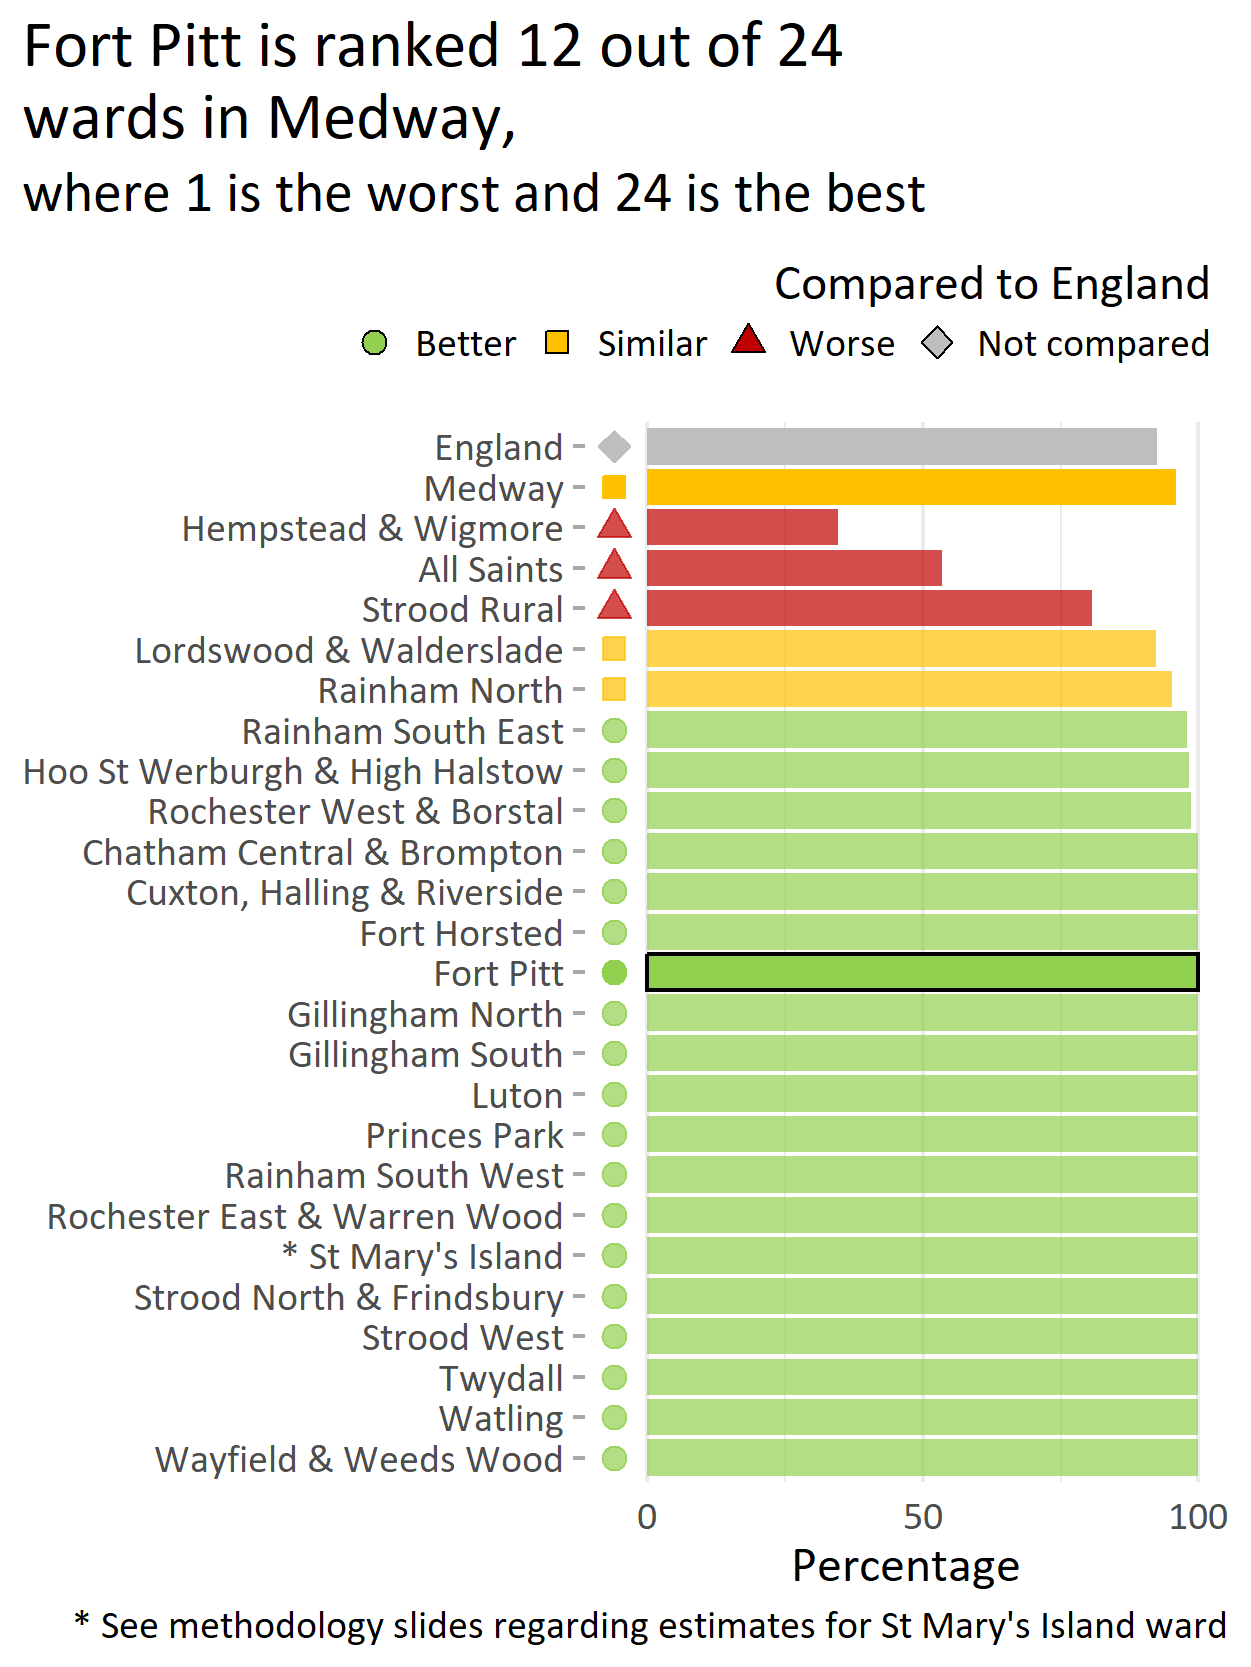 Fort Pitt is ranked 12 out of 24
wards in Medway,
where 1 is the worst and 24 is the best
Compared to England
Better Similar Worse Not compared
England
Medway
Hempstead & Wigmore
All Saints
Strood Rural
Lordswood & Walderslade
Rainham North
Rainham South East
Hoo St Werburgh & High Halstow
Rochester West & Borstal
Chatham Central & Brompton
Cuxton, Halling & Riverside
Fort Horsted
Fort Pitt
Gillingham North
Gillingham South
Luton
Princes Park
Rainham South West
Rochester East & Warren Wood
* St Mary's Island
Strood North & Frindsbury
Strood West
Twydall
Watling
Wayfield & Weeds Wood
0 50 100
Percentage
* See methodology slides regarding estimates for St Mary's Island ward